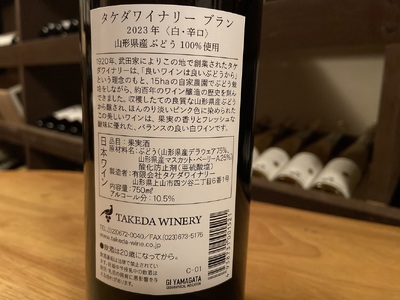 タケダワイナリー ブラン
2023年〈白・辛口〉
山形県産ぶどう100%使用
1920年、武田家によりこの地で創業されたタケ
ダワイナリーは、「良いワインは良いぶどうから」
という理念のもと、15haの自家農園でぶどう栽
培をしながら、約百年のワイン醸造の歴史を刻ん
できました。収穫したての良質な山形県産ぶどう
から醸され、ほんのり淡いピンク色に染められた
この美しいワインは、果実の香りとフレッシュな
酸味に優れた、バランスの良い白ワインです。
日本ワイン
品目：果実酒
原材料名：ぶどう（山形県産デラウェア75%、
山形県産マスカット・ベーリーA25%）
酸化防止剤（亜硫酸塩）
製造者：有限会社タケダワイナリー
山形県上山市四ツ谷二丁目6番1号
内容量：750㎖
アルコール分：10.5%
TAKEDA WINERY
TEL(023)672-0040/FAX(023)673-5175
www.takeda-wine.co.jp
●飲酒は20歳になってから。
C-01
GI YAMAGATA
GEOGRAPHICAL INDICATION